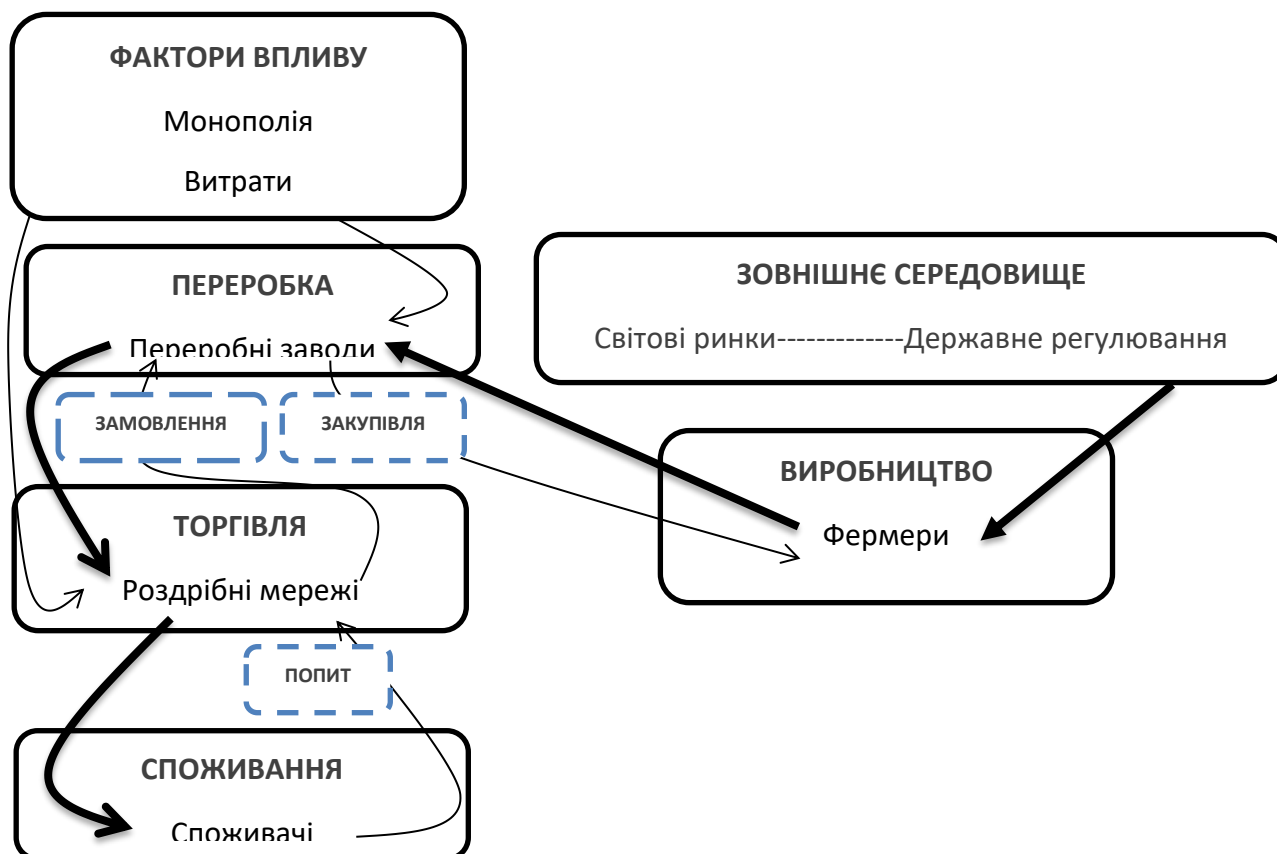 ФАКТОРИ ВПЛИВУ
Монополія
Витрати
ПЕРЕРОБКА
Переробні заводи
ЗОВНІШНЄ СЕРЕДОВИЩЕ
Світові ринки-------------Державне регулювання
ЗАМОВЛЕННЯ
ЗАКУПІВЛЯ
ВИРОБНИЦТВО
Фермери
ТОРГІВЛЯ
Роздрібні мережі
ПОПИТ
СПОЖИВАННЯ
Споживачі